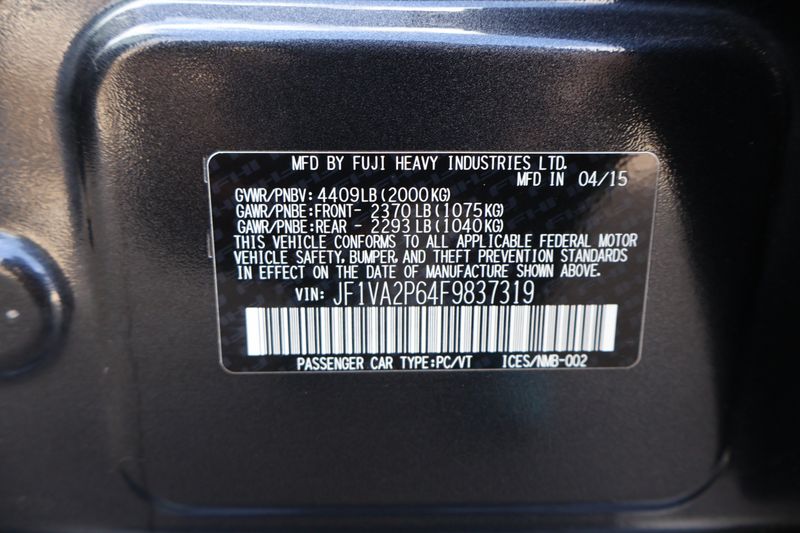 MFD BY FUJI HEAVY INDUSTRIES LTD.
MFD IN 04/15
GVWR/PNBV: 4409LB(2000KG)
GAWR/PNBE:FRONT- 2370LB(1075KG)
GAWR/PNBE:REAR - 2293LB(1040KG)
THIS VEHICLE CONFORMS TO ALL APPLICABLE FEDERAL MOTOR
VEHICLE SAFETY, BUMPER, AND THEFT PREVENTION STANDARDS
IN EFFECT ON THE DATE OF MANUFACTURE SHOWN ABOVE.
VIN: JF1VA2P64F9837319
PASSENGER CAR TYPE:PC/VT ICES/NMB-002